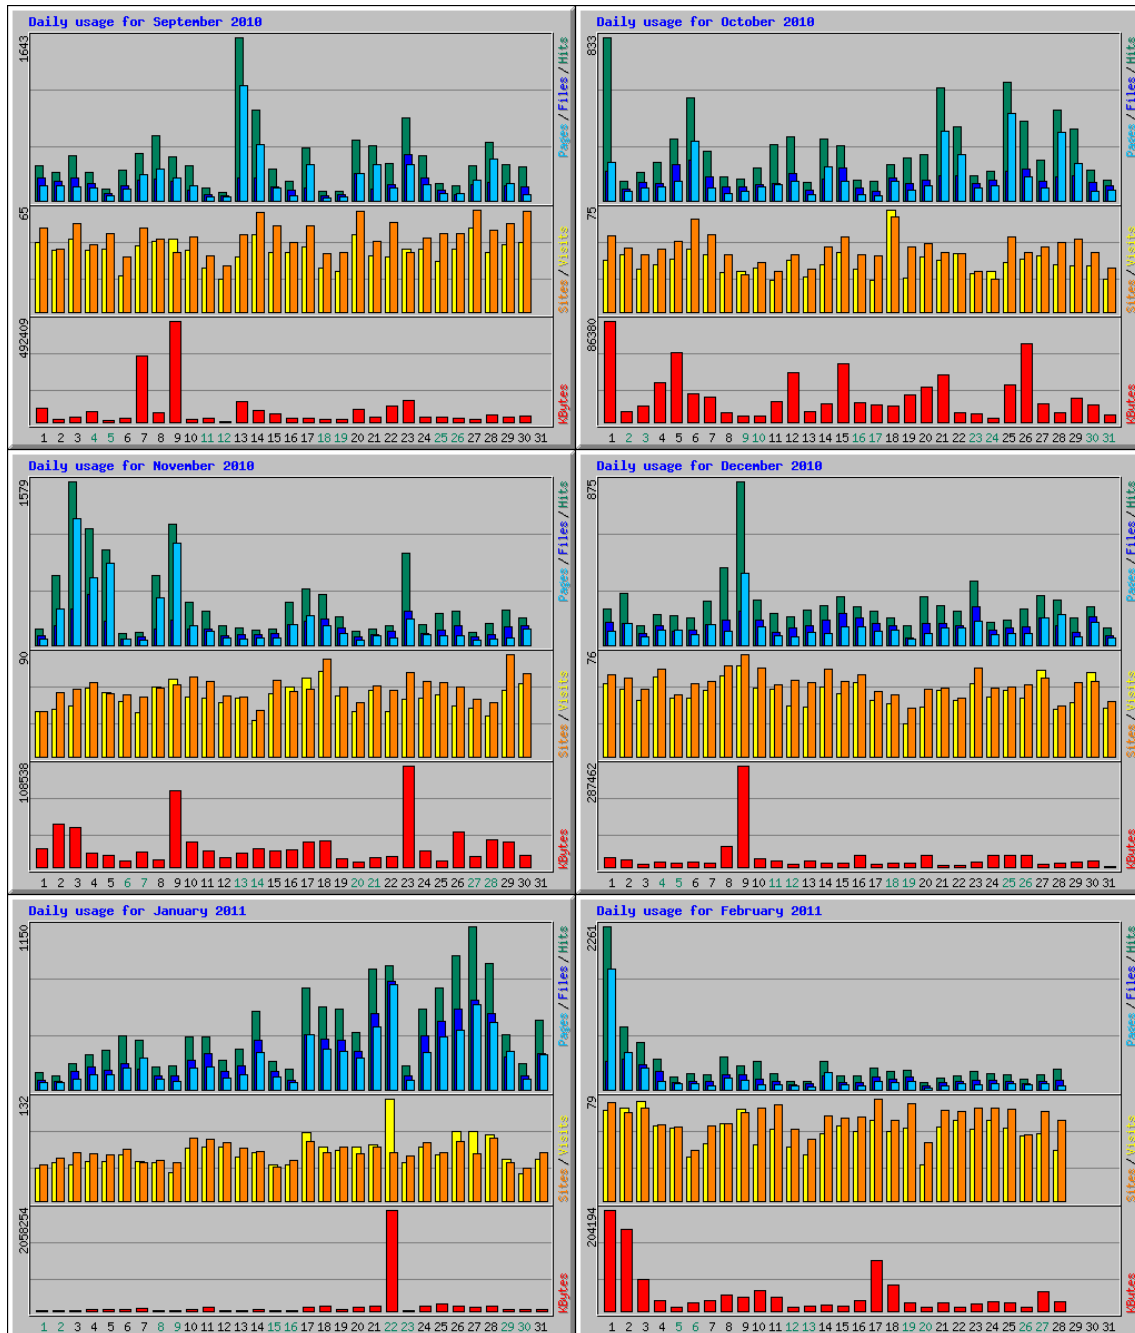 Daily usage for September 2010
1643
Pages / Files / Hits
65
Sites / Visits
492409
KBytes
1 2 3 4 5 6 7 8 9 10 11 12 13 14 15 16 17 18 19 20 21 22 23 24 25 26 27 28 29 30 31
Daily usage for October 2010
833
Pages / Files / Hits
75
Sites / Visits
86380
KBytes
1 2 3 4 5 6 7 8 9 10 11 12 13 14 15 16 17 18 19 20 21 22 23 24 25 26 27 28 29 30 31
Daily usage for November 2010
1579
Pages / Files / Hits
90
Sites / Visits
108538
KBytes
1 2 3 4 5 6 7 8 9 10 11 12 13 14 15 16 17 18 19 20 21 22 23 24 25 26 27 28 29 30 31
Daily usage for December 2010
875
Pages / Files / Hits
76
Sites / Visits
287462
KBytes
1 2 3 4 5 6 7 8 9 10 11 12 13 14 15 16 17 18 19 20 21 22 23 24 25 26 27 28 29 30 31
Daily usage for January 2011
1150
Pages / Files / Hits
132
Sites / Visits
2058254
KBytes
1 2 3 4 5 6 7 8 9 10 11 12 13 14 15 16 17 18 19 20 21 22 23 24 25 26 27 28 29 30 31
Daily usage for February 2011
2261
Pages / Files / Hits
79
Sites / Visits
204194
KBytes
1 2 3 4 5 6 7 8 9 10 11 12 13 14 15 16 17 18 19 20 21 22 23 24 25 26 27 28 29 30 31